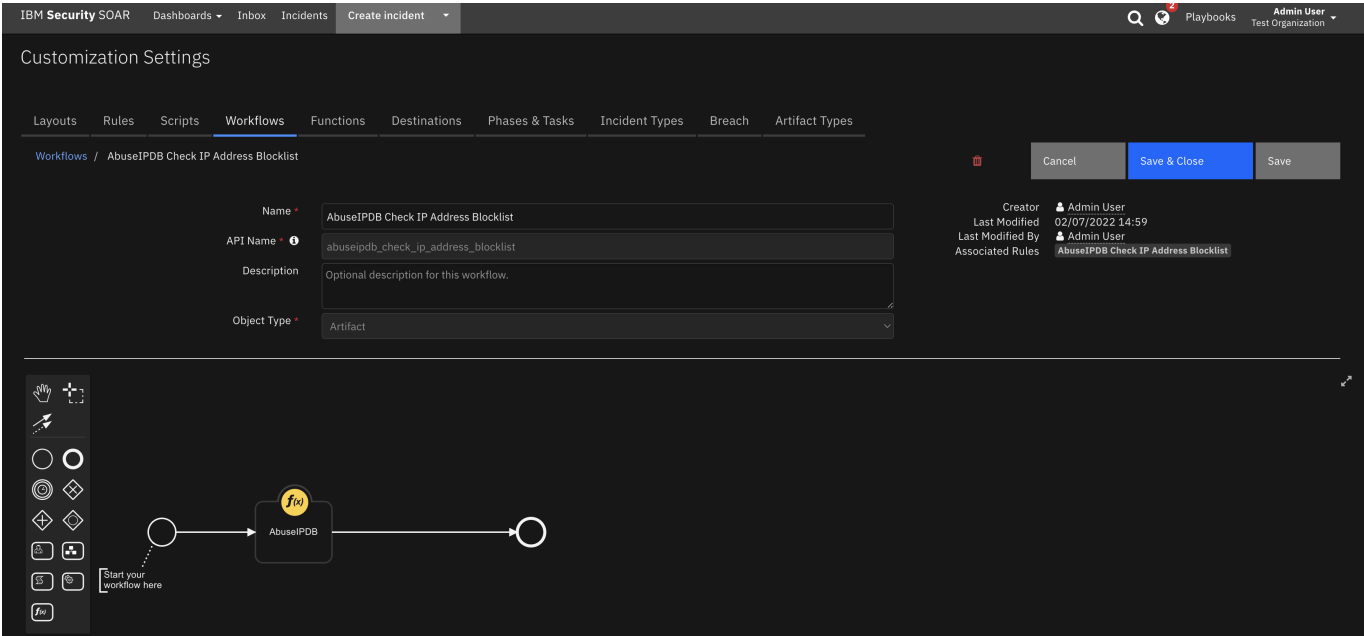 IBM Security SOAR Dashboards Inbox Incidents Create incident 2 Playbooks Admin User
Test Organization
Customization Settings
Layouts Rules Scripts Workflows Functions Destinations Phases & Tasks Incident Types Breach Artifact Types
Workflows / AbuseIPDB Check IP Address Blocklist Cancel Save & Close Save
Name * AbuseIPDB Check IP Address Blocklist
API Name * abuseipdb_check_ip_address_blocklist
Description Optional description for this workflow.
Object Type * Artifact
Creator Admin User
Last Modified 02/07/2022 14:59
Last Modified By Admin User
Associated Rules AbuseIPDB Check IP Address Blocklist
f(x)
AbuseIPDB
Start your
workflow here
f(x)